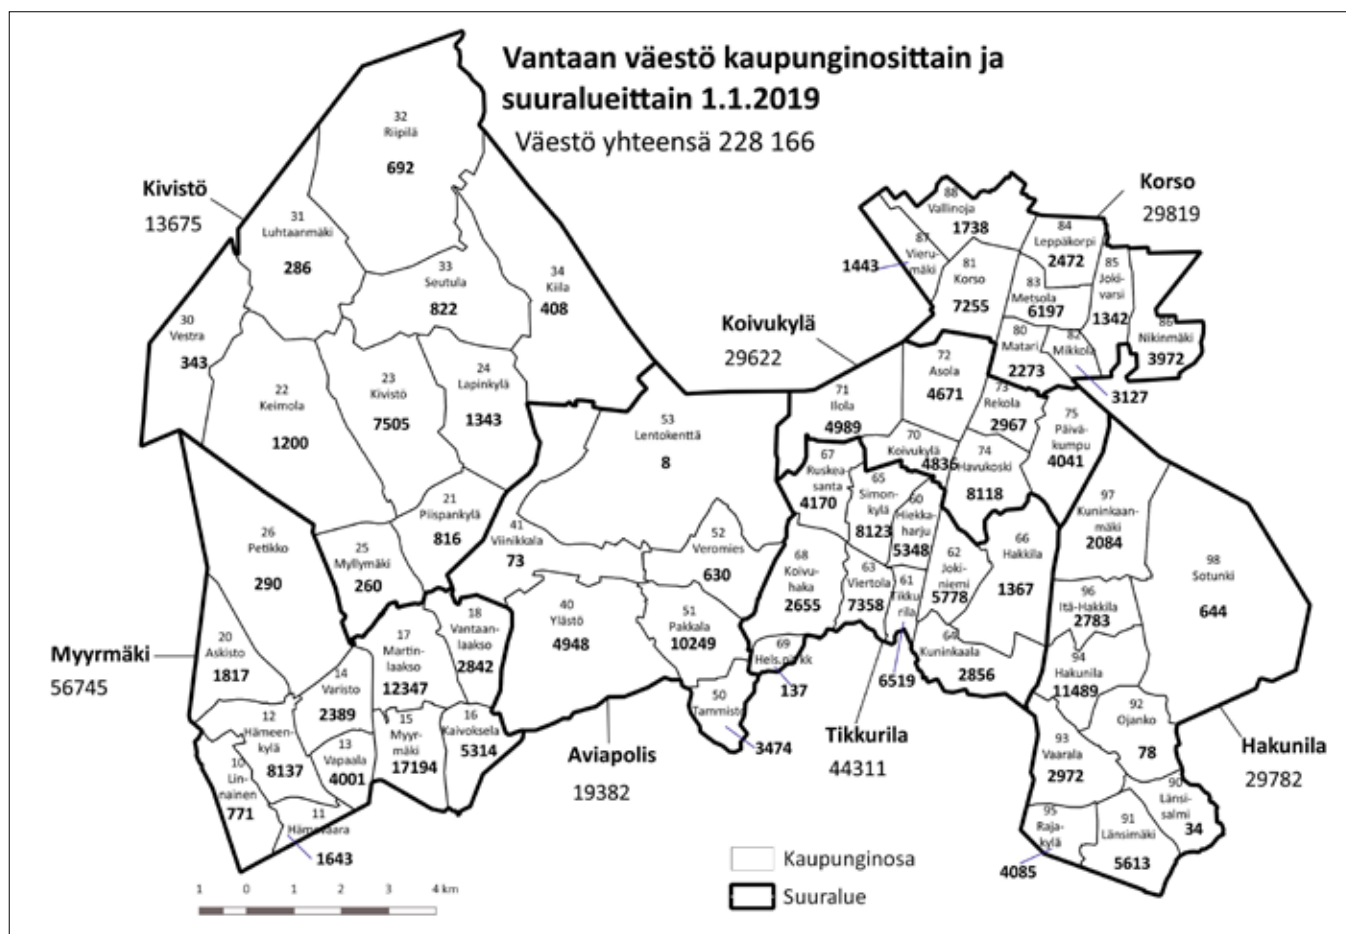 Vantaan väestö kaupunginosittain ja
suuralueittain 1.1.2019
Väestö yhteensä 228 166
Kivistö
13675
32
Riipilä
692
31
Luhtaanmäki
286
33
Seutula
822
34
Kiila
408
30
Vestra
343
22
Keimola
1200
23
Kivistö
7505
24
Lapinkylä
1343
21
Piispankylä
816
25
Myllymäki
260
Myyrmäki
56745
26
Petikko
290
20
Askisto
1817
18
Vantaan-
laakso
2842
17
Martin-
laakso
12347
14
Varisto
2389
16
Kaivoksela
5314
15
Myyr-
mäki
17194
12
Hämeen-
kylä
8137
13
Vapaala
4001
10
Lin-
nainen
771
11
Hämevaara
1643
Aviapolis
19382
53
Lentokenttä
8
41
Viinikkala
73
52
Veromies
630
40
Ylästö
4948
51
Pakkala
10249
50
Tammisto
3474
Koivukylä
29622
72
Asola
4671
71
Ilola
4989
73
Rekola
2967
75
Päivä-
kumpu
4041
70
Koivukylä
4836
74
Havukoski
8118
Korso
29819
88
Vallinoja
1738
87
Vieru-
mäki
1443
84
Leppäkorpi
2472
81
Korso
7255
85
Joki-
varsi
1342
83
Metsola
6197
80
Matari
2273
82
Mikkola
3127
86
Nikinmäki
3972
Tikkurila
44311
67
Ruskea-
santa
4170
65
Simon-
kylä
8123
60
Hiekka-
harju
5348
66
Hakkila
1367
68
Koivu-
haka
2655
63
Viertola
7358
61
Tikku-
rila
6519
62
Joki-
niemi
5778
64
Kuninkaala
2856
69
Hels.pit.kk
137
Hakunila
29782
97
Kuninkaan-
mäki
2084
98
Sotunki
644
96
Itä-Hakkila
2783
94
Hakunila
11489
92
Ojanko
78
93
Vaarala
2972
90
Länsi-
salmi
34
95
Raja-
kylä
4085
91
Länsimäki
5613
Kaupunginosa
Suuralue
1 0 1 2 3 4 km